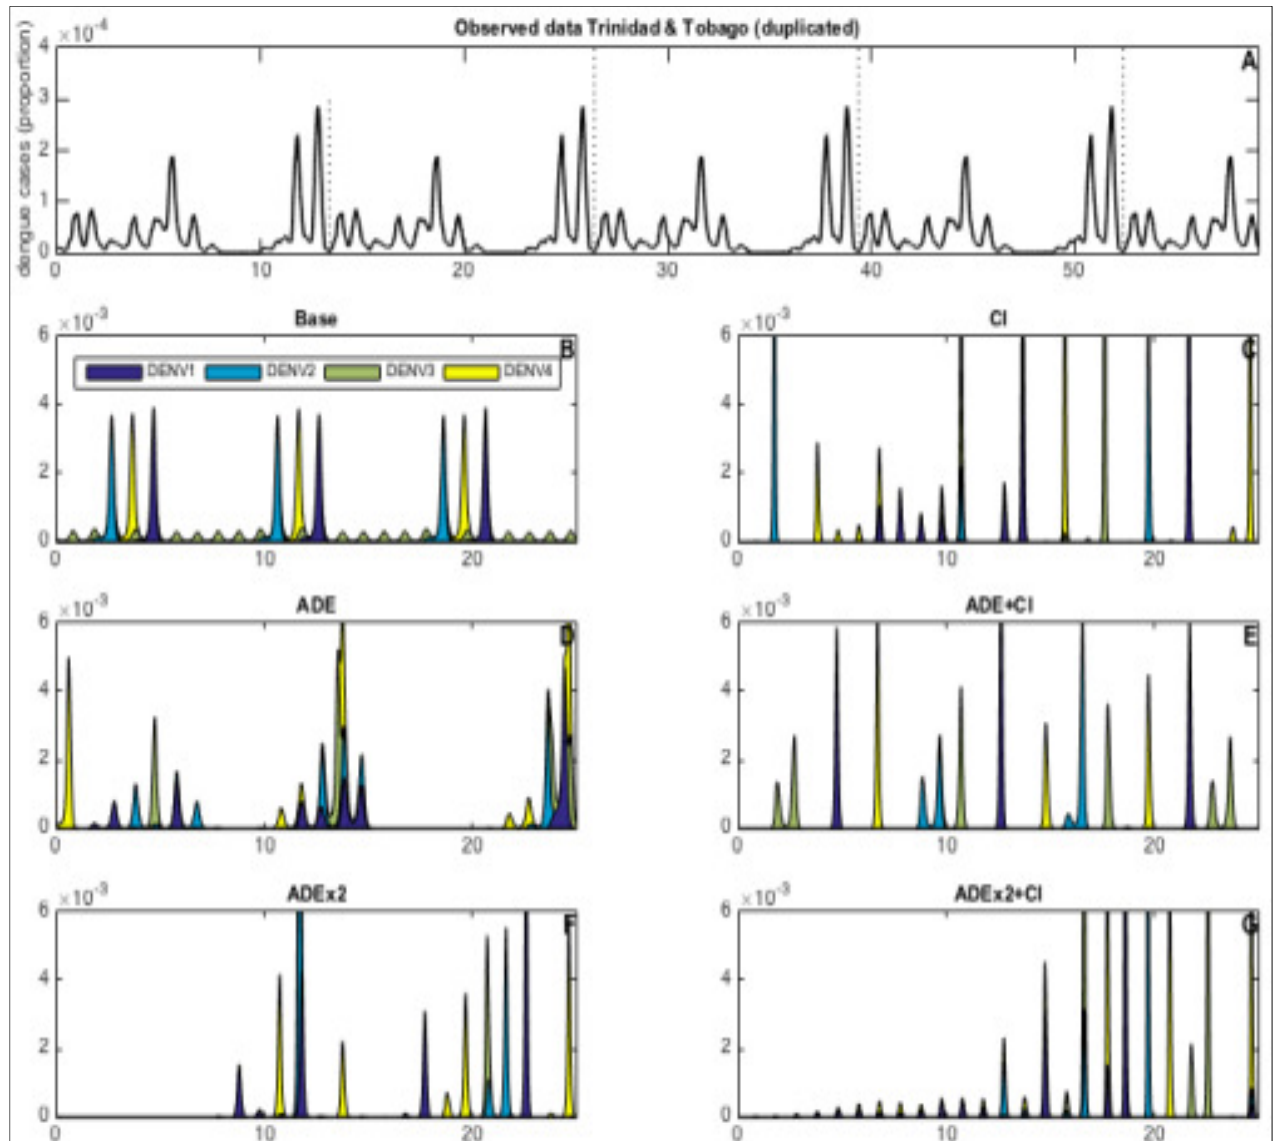 Observed data Trinidad & Tobago (duplicated)
×10-4
dengue cases (proportion)
A
4
3
2
1
0
0 10 20 30 40 50
Base
×10-3
B
DENV1 DENV2 DENV3 DENV4
6
4
2
0
0 10 20
CI
×10-3
C
6
4
2
0
0 10 20
ADE
×10-3
D
6
4
2
0
0 10 20
ADE+CI
×10-3
E
6
4
2
0
0 10 20
ADEx2
×10-3
F
6
4
2
0
0 10 20
ADEx2+CI
×10-3
G
6
4
2
0
0 10 20